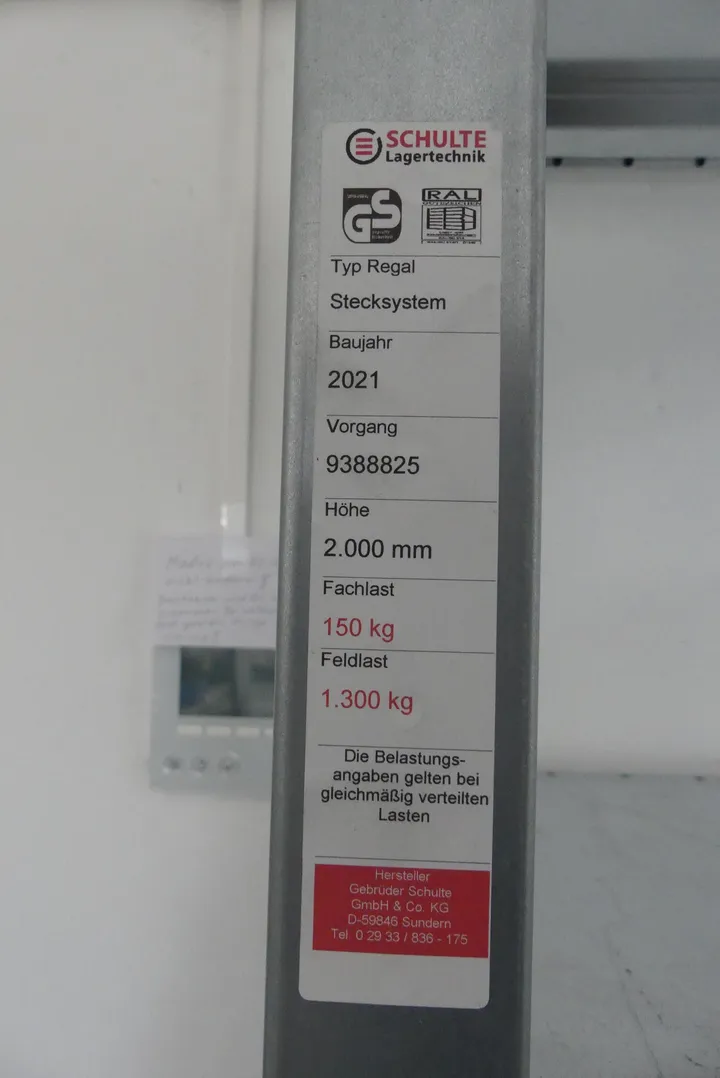 SCHULTE
Lagertechnik
GS
RAL
Typ Regal
Stecksystem
Baujahr
2021
Vorgang
9388825
Höhe
2.000 mm
Fachlast
150 kg
Feldlast
1.300 kg
Die Belastungs-
angaben gelten bei
gleichmäßig verteilten
Lasten
Hersteller
Gebrüder Schulte
GmbH & Co. KG
D-59846 Sundern
Tel 0 29 33 / 836 - 175